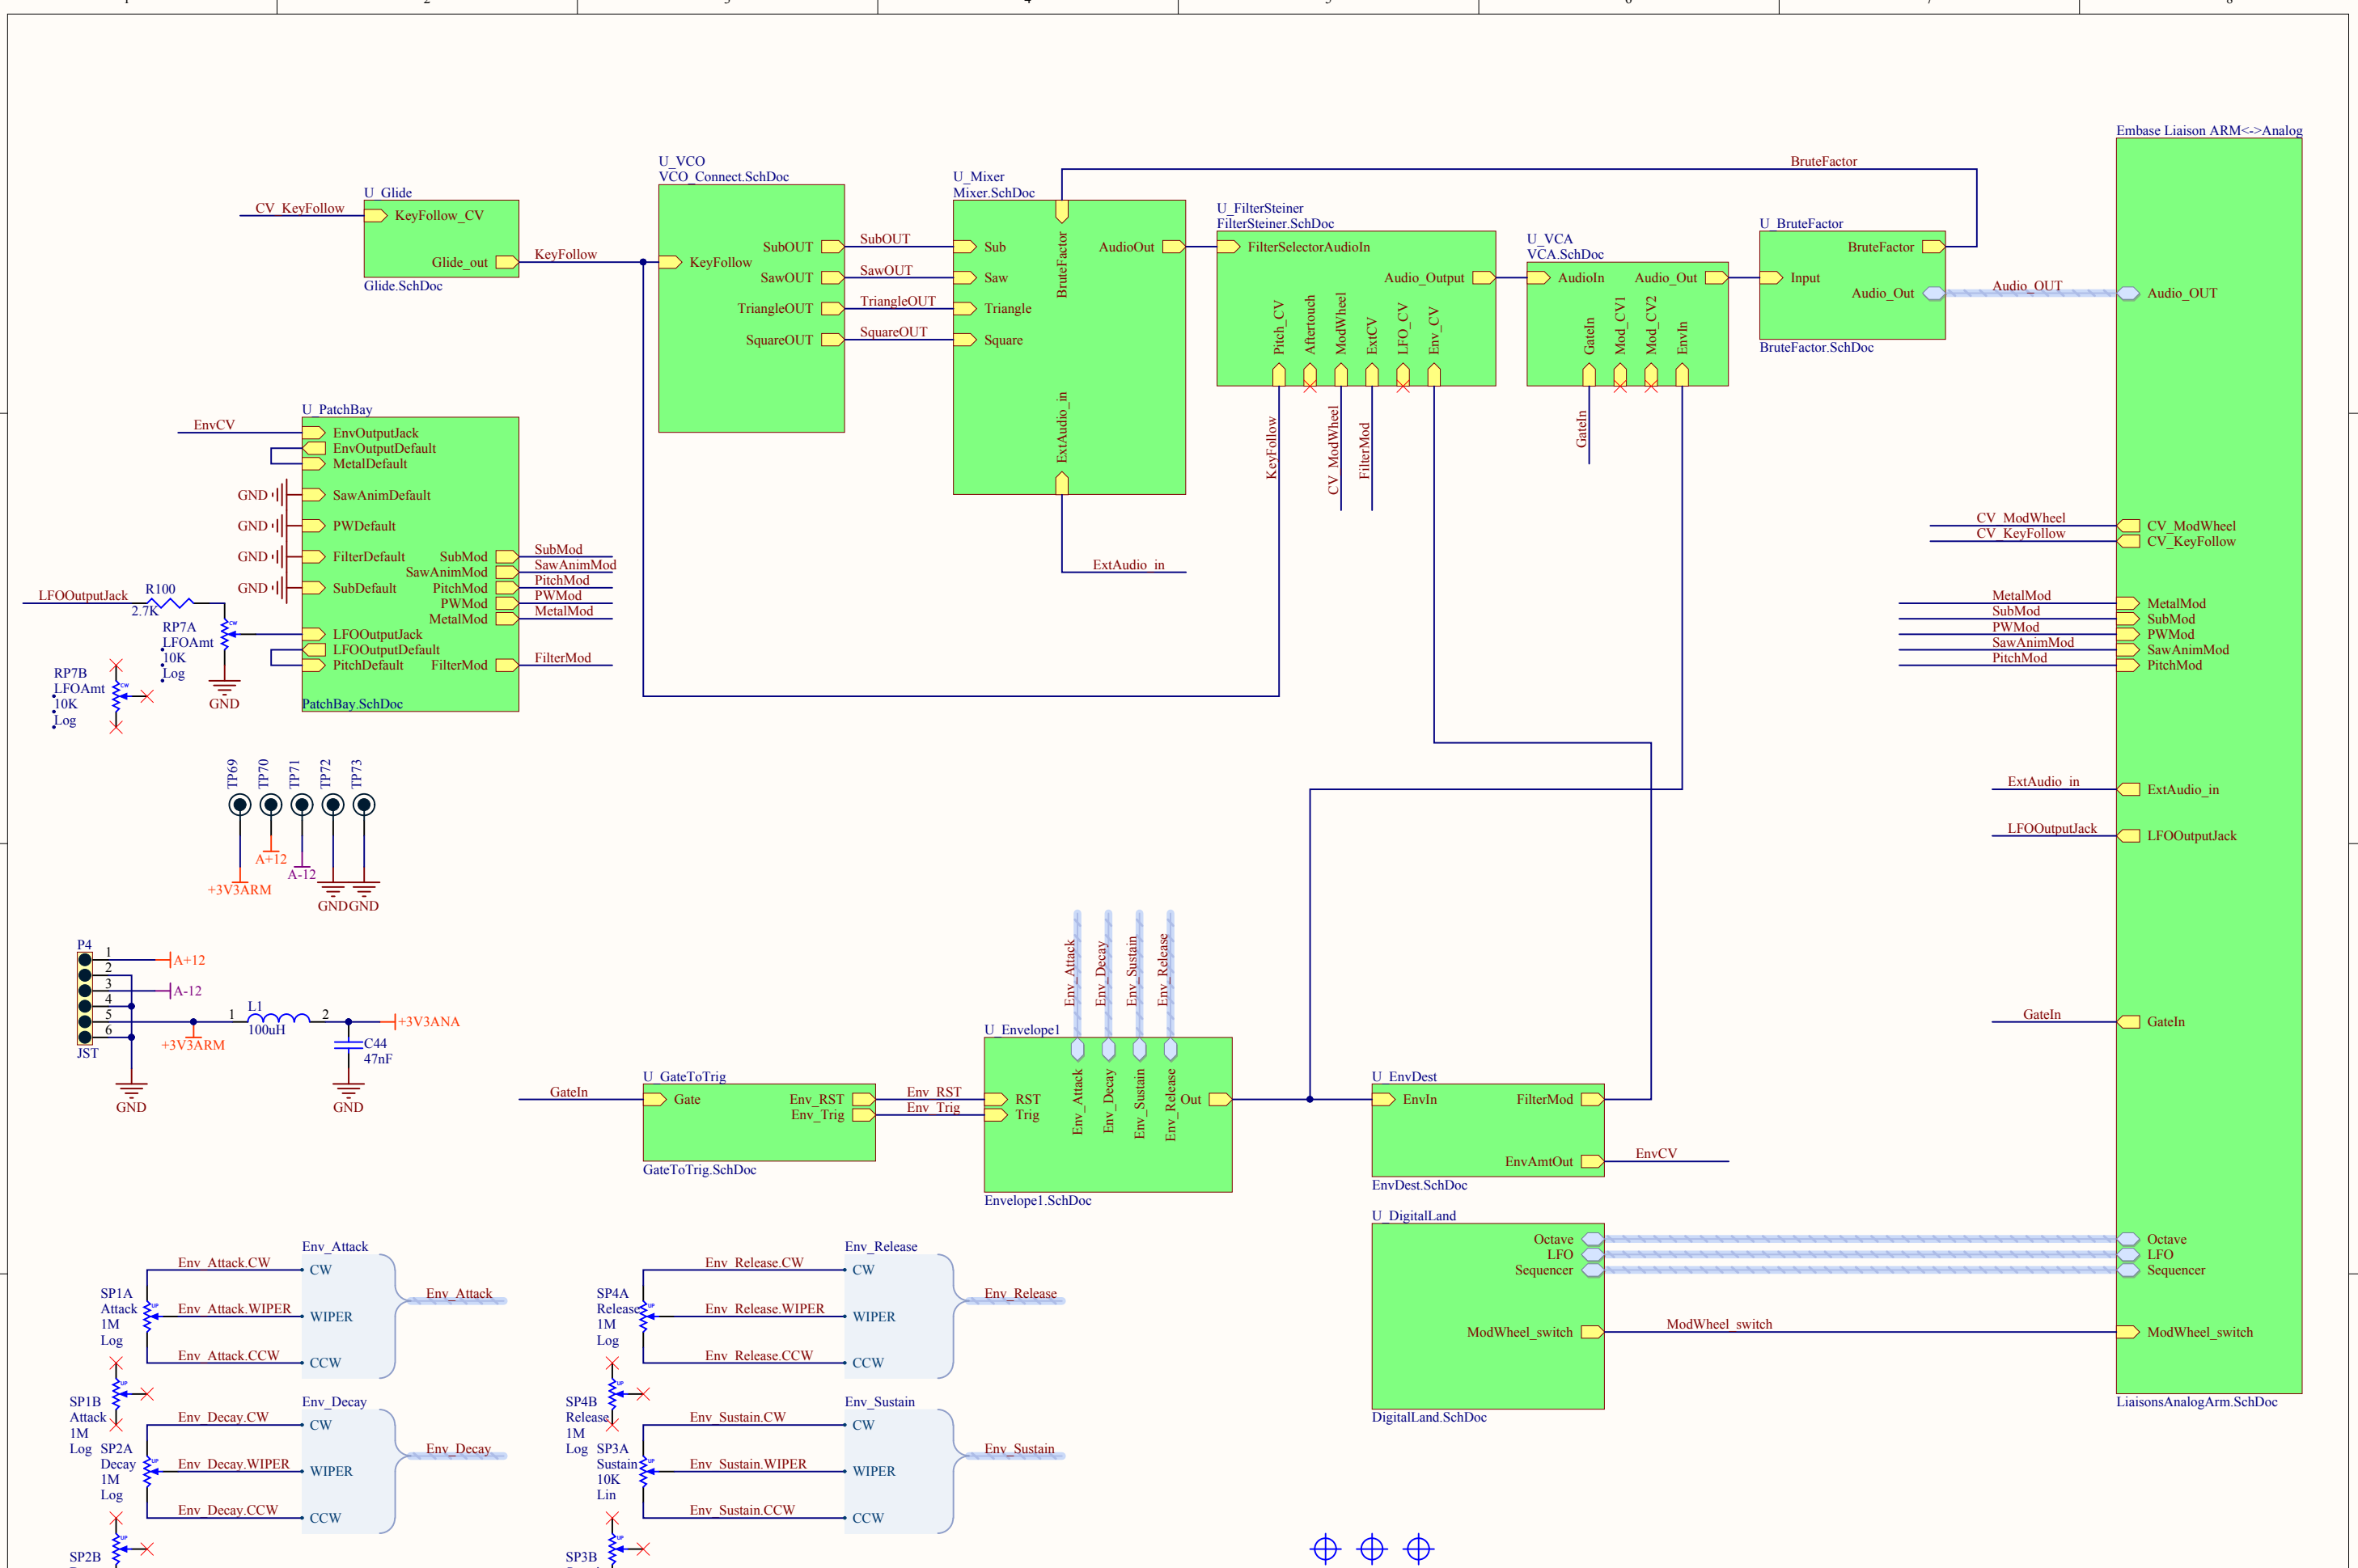 Embase Liaison ARM<->Analog
U_VCO
VCO_Connect.SchDoc
BruteFactor
U_Mixer
Mixer.SchDoc
U_Glide
CV_KeyFollow
KeyFollow_CV
Glide_out
KeyFollow
Glide.SchDoc
KeyFollow
SubOUT
SawOUT
TriangleOUT
SquareOUT
SubOUT
SawOUT
TriangleOUT
SquareOUT
Sub
Saw
Triangle
Square
BruteFactor
AudioOut
ExtAudio_in
ExtAudio_in
U_FilterSteiner
FilterSteiner.SchDoc
FilterSelectorAudioIn
Audio_Output
Pitch_CV
Aftertouch
ModWheel
ExtCV
LFO_CV
Env_CV
KeyFollow
CV_ModWheel
FilterMod
U_VCA
VCA.SchDoc
AudioIn
Audio_Out
GateIn
Mod_CV1
Mod_CV2
EnvIn
GateIn
U_BruteFactor
BruteFactor
Input
Audio_Out
BruteFactor.SchDoc
Audio_OUT
Audio_OUT
U_PatchBay
EnvCV
EnvOutputJack
EnvOutputDefault
MetalDefault
GND
SawAnimDefault
GND
PWDefault
GND
FilterDefault
GND
SubDefault
SubMod
SawAnimMod
PitchMod
PWMod
MetalMod
SubMod
SawAnimMod
PitchMod
PWMod
MetalMod
LFOOutputJack
LFOOutputDefault
PitchDefault
FilterMod
FilterMod
PatchBay.SchDoc
LFOOutputJack
R100
2.7K
RP7A
LFOAmt
10K
Log
CW
GND
RP7B
LFOAmt
10K
Log
CW
CV_ModWheel
CV_KeyFollow
CV_ModWheel
CV_KeyFollow
MetalMod
SubMod
PWMod
SawAnimMod
PitchMod
MetalMod
SubMod
PWMod
SawAnimMod
PitchMod
ExtAudio_in
ExtAudio_in
LFOOutputJack
LFOOutputJack
GateIn
GateIn
TP69
TP70
TP71
TP72
TP73
A+12
A-12
+3V3ARM
GND
GND
P4
1
2
3
4
5
6
JST
A+12
A-12
+3V3ARM
GND
1
L1
100uH
2
+3V3ANA
C44
47nF
GND
GateIn
U_GateToTrig
Gate
Env_RST
Env_Trig
GateToTrig.SchDoc
Env_RST
Env_Trig
Env_Attack
Env_Decay
Env_Sustain
Env_Release
U_Envelope1
RST
Trig
Env_Attack
Env_Decay
Env_Sustain
Env_Release
Out
Envelope1.SchDoc
U_EnvDest
EnvIn
FilterMod
EnvAmtOut
EnvCV
EnvDest.SchDoc
U_DigitalLand
Octave
LFO
Sequencer
ModWheel_switch
DigitalLand.SchDoc
ModWheel_switch
Octave
LFO
Sequencer
ModWheel_switch
LiaisonsAnalogArm.SchDoc
Env_Attack
Env_Attack.CW
CW
SP1A
Attack
1M
Log
UP
Env_Attack.WIPER
WIPER
Env_Attack.CCW
CCW
Env_Attack
SP1B
Attack
1M
Log
UP
Env_Decay
Env_Decay.CW
CW
SP2A
Decay
1M
Log
UP
Env_Decay.WIPER
WIPER
Env_Decay.CCW
CCW
Env_Decay
SP2B
UP
Env_Release
Env_Release.CW
CW
SP4A
Release
1M
Log
UP
Env_Release.WIPER
WIPER
Env_Release.CCW
CCW
Env_Release
SP4B
Release
1M
Log
UP
Env_Sustain
Env_Sustain.CW
CW
SP3A
Sustain
10K
Lin
UP
Env_Sustain.WIPER
WIPER
Env_Sustain.CCW
CCW
Env_Sustain
SP3B
UP